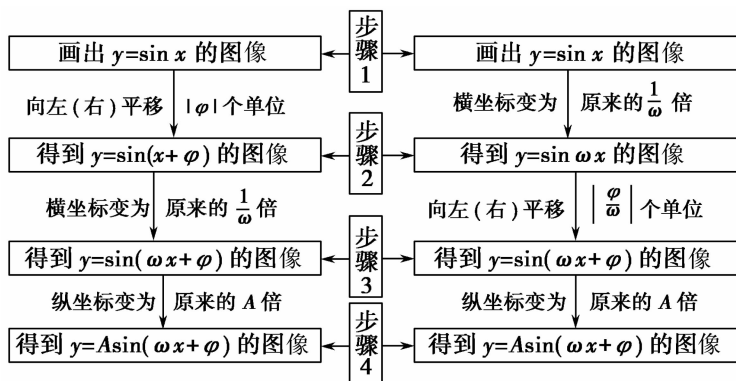 画出 y=sin x 的图像
步骤1
画出 y=sin x 的图像
向左(右)平移 |φ|个单位
横坐标变为 原来的 1/ω 倍
得到 y=sin(x+φ) 的图像
步骤2
得到 y=sin ωx 的图像
横坐标变为 原来的 1/ω 倍
向左(右)平移 |φ/ω| 个单位
得到 y=sin(ωx+φ) 的图像
步骤3
得到 y=sin(ωx+φ) 的图像
纵坐标变为 原来的 A 倍
纵坐标变为 原来的 A 倍
得到 y=Asin(ωx+φ) 的图像
步骤4
得到 y=Asin(ωx+φ) 的图像